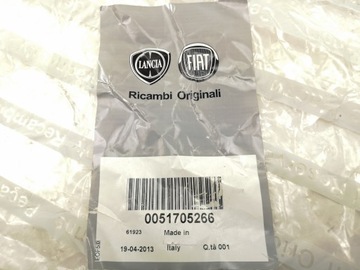 LANCIA FIAT
Ricambi Originali
0051705266
61923 Made in
19-04-2013 Italy Q.tà 001